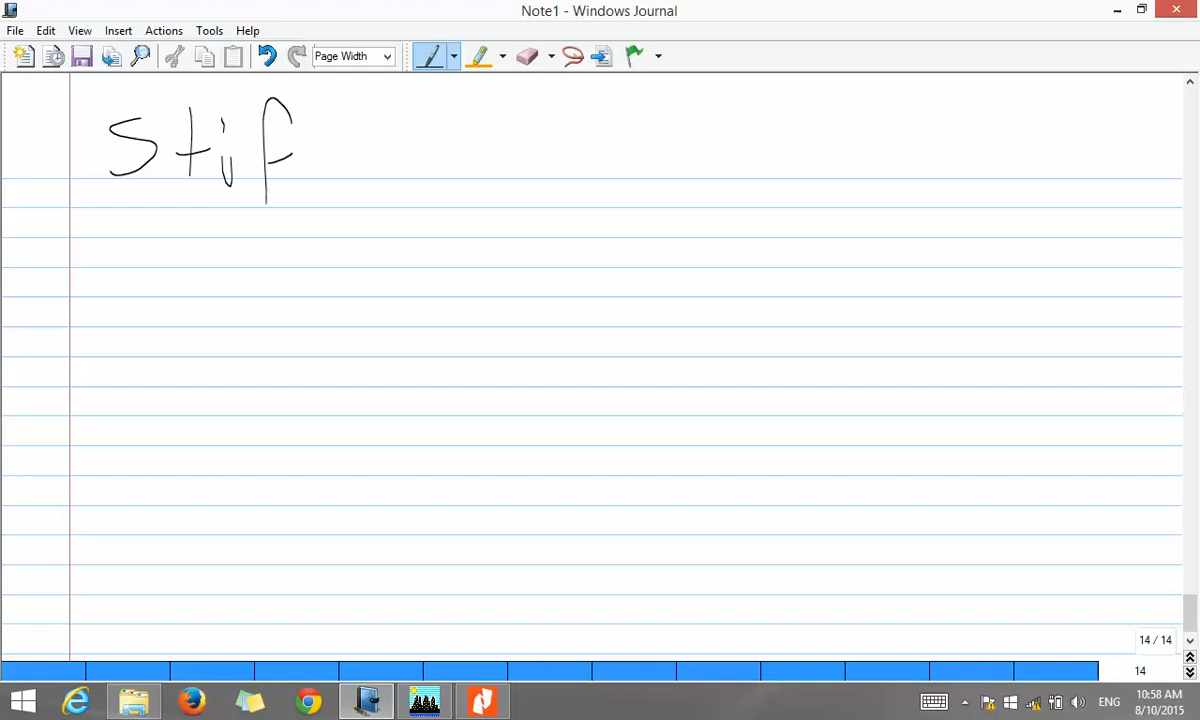 Note1 - Windows Journal
File Edit View Insert Actions Tools Help
Page Width
Stif
14 / 14
14
ENG
10:58 AM
8/10/2015